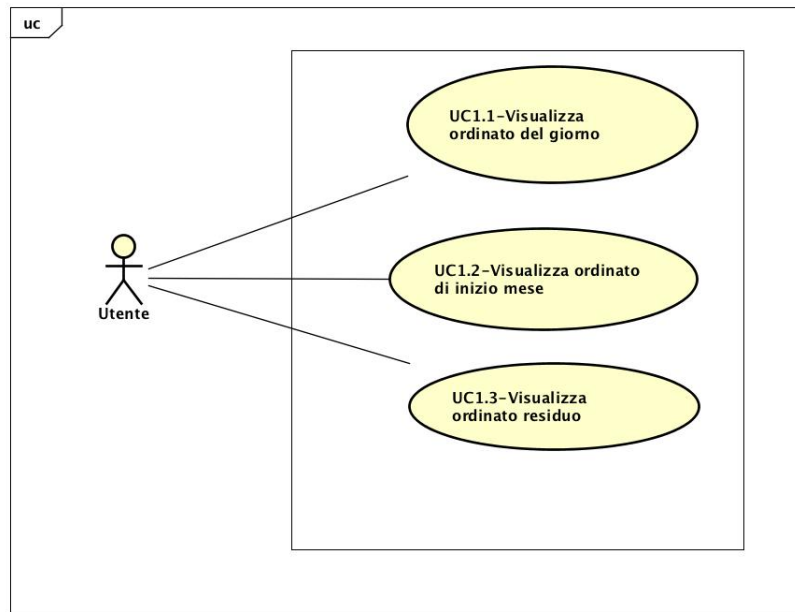 uc
UC1.1-Visualizza
ordinato del giorno
UC1.2-Visualizza ordinato
di inizio mese
Utente
UC1.3-Visualizza
ordinato residuo